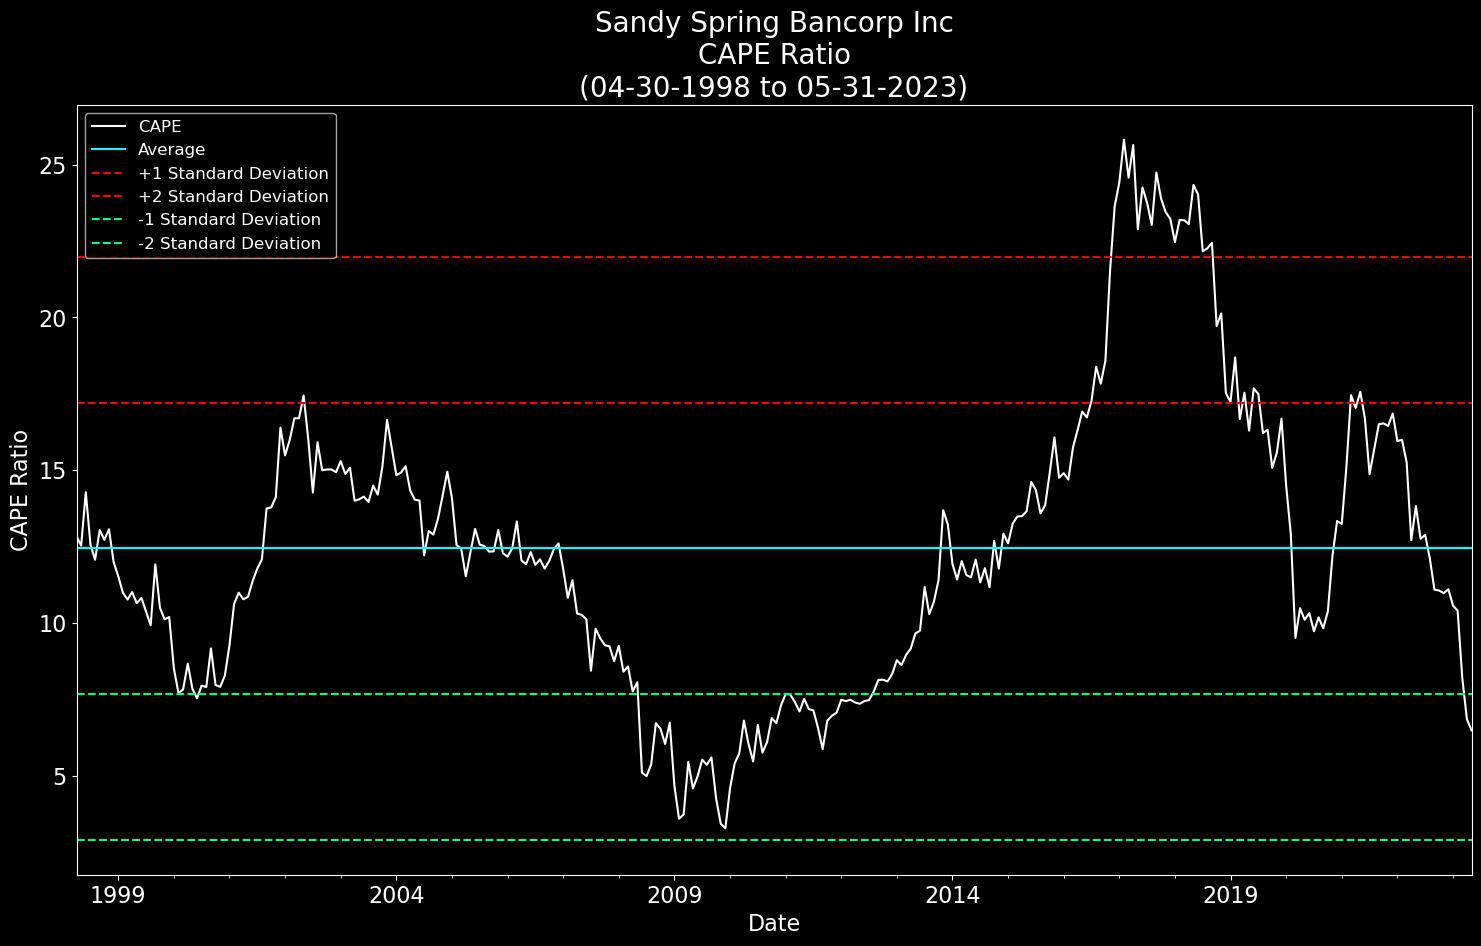 Sandy Spring Bancorp Inc
CAPE Ratio
(04-30-1998 to 05-31-2023)
CAPE
Average
+1 Standard Deviation
+2 Standard Deviation
-1 Standard Deviation
-2 Standard Deviation
CAPE Ratio
25
20
15
10
5
1999
2004
2009
2014
2019
Date